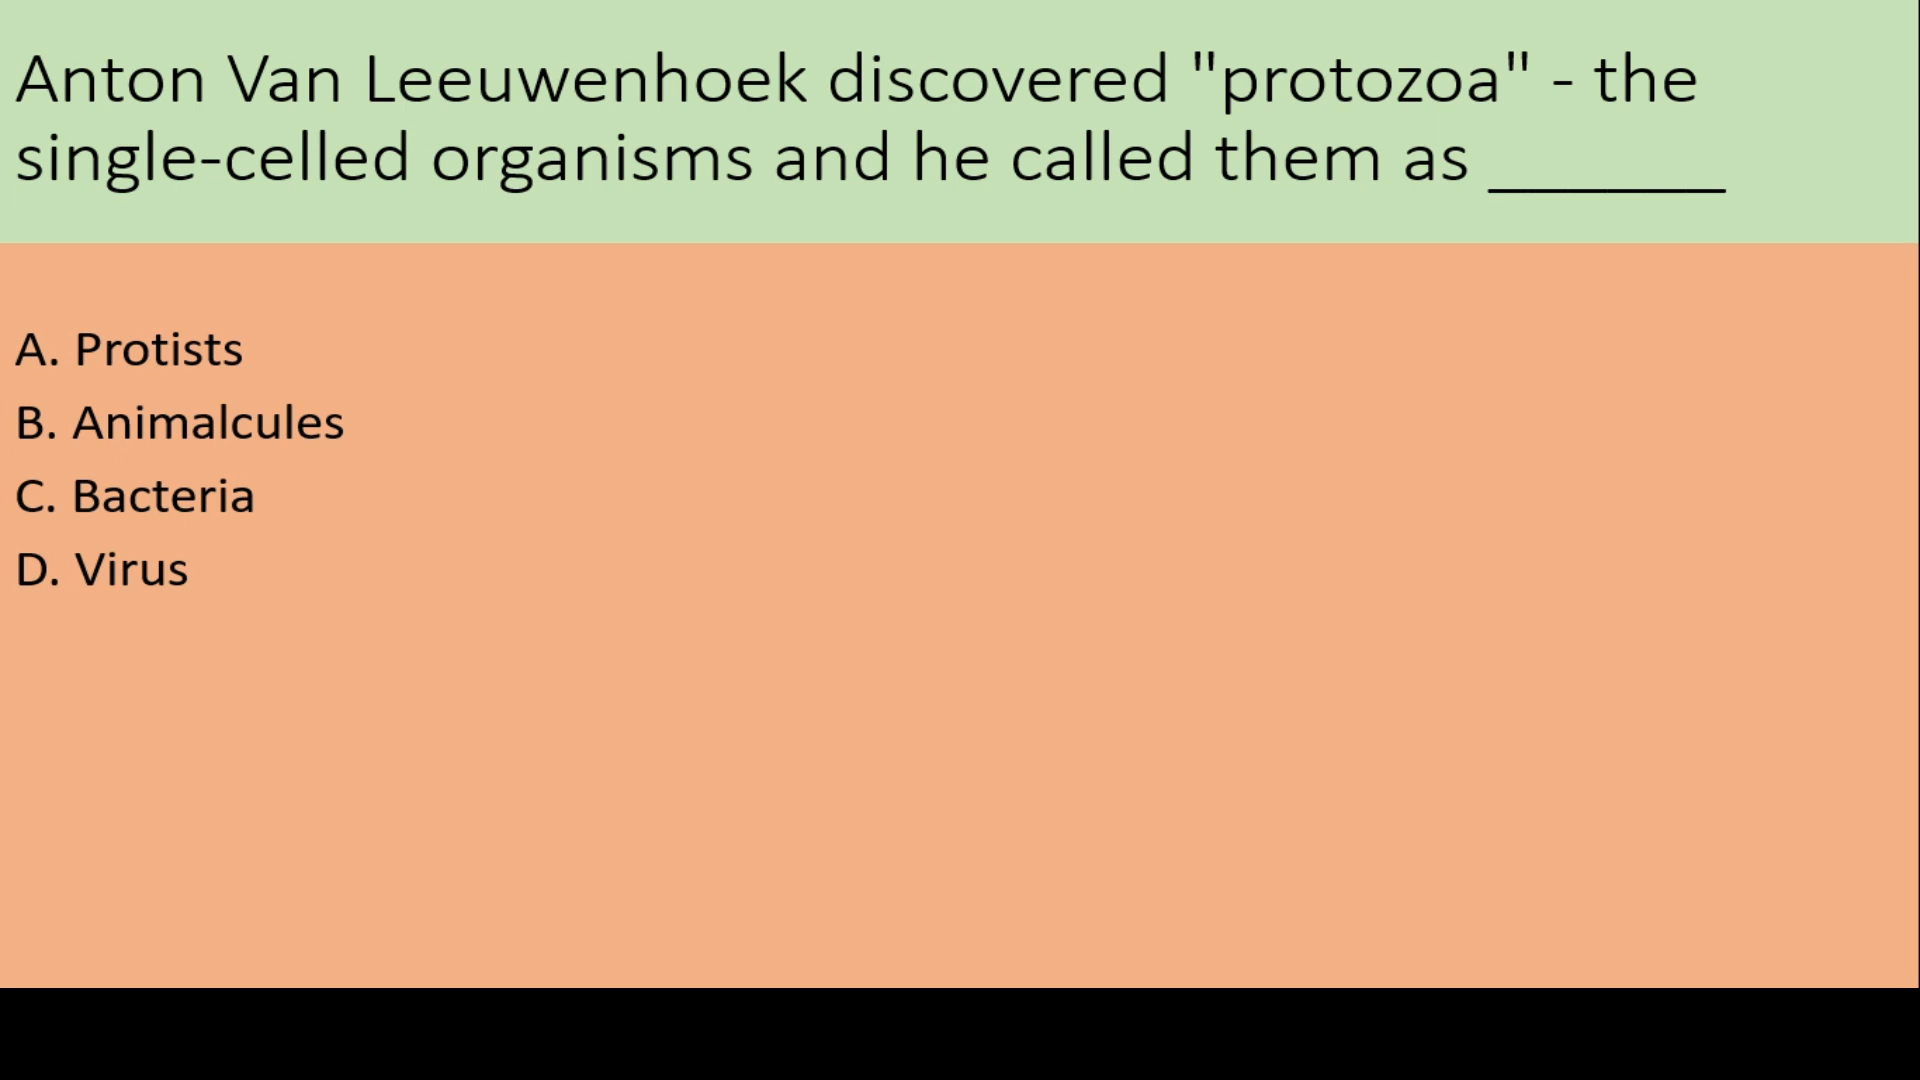 Anton Van Leeuwenhoek discovered "protozoa" - the
single-celled organisms and he called them as _______
A. Protists
B. Animalcules
C. Bacteria
D. Virus